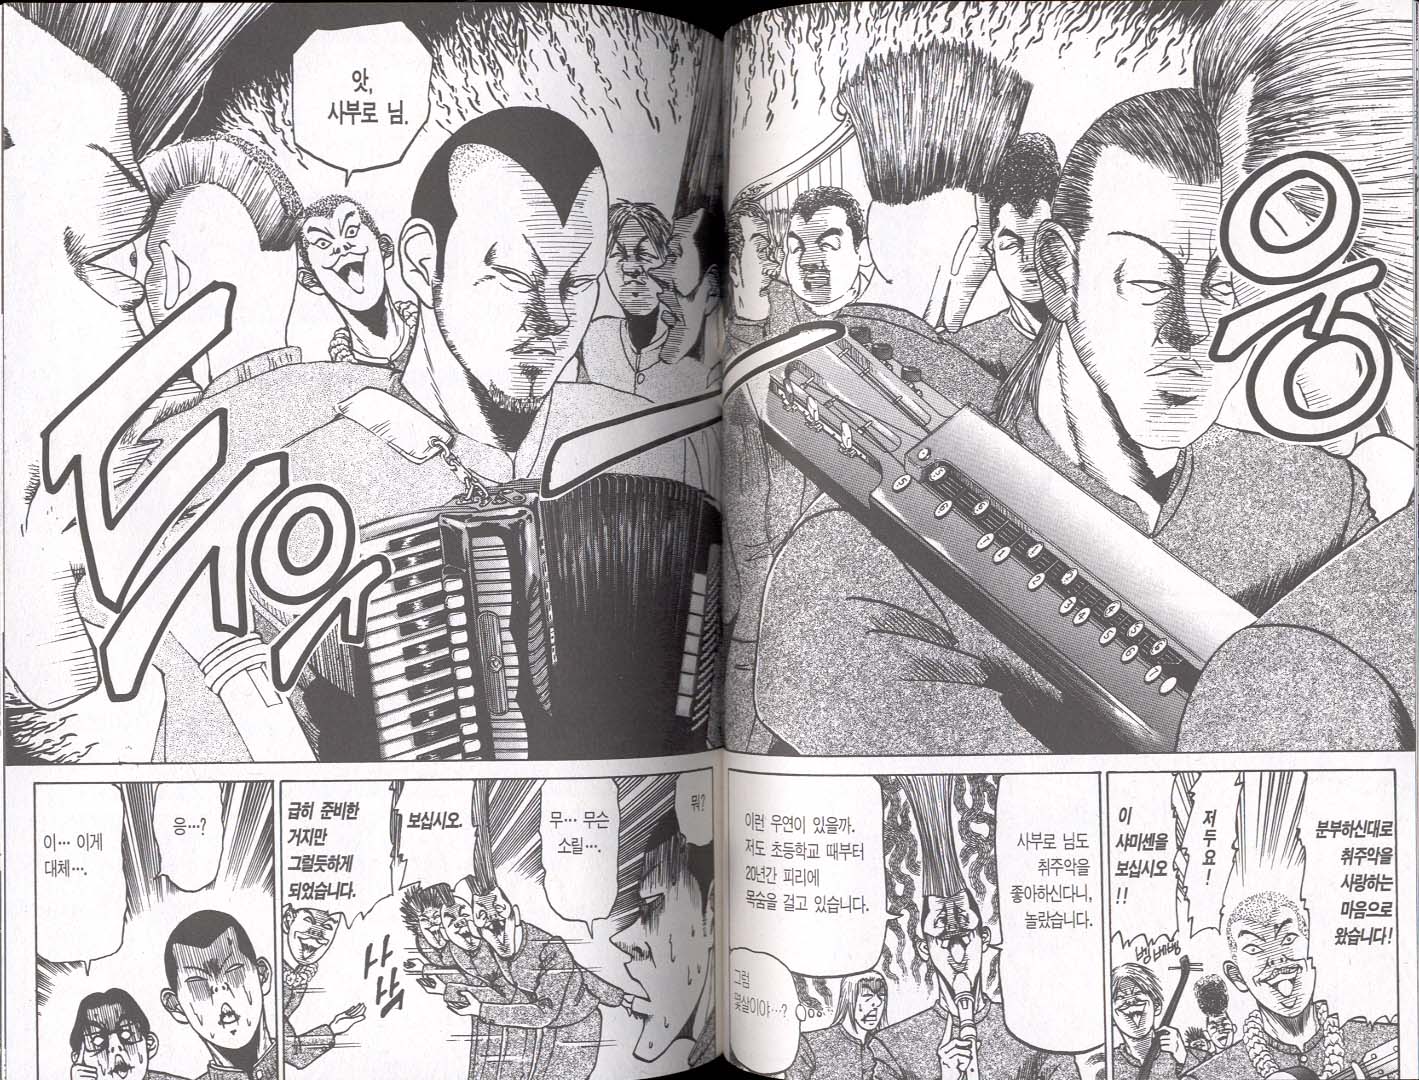 앗,
사부로 님.
두우—웅
분부하신대로
취주악을
사랑하는
마음으로
왔습니다!
저두요!
이
샤미센을
보십시오
!!
사부로 님도
취주악을
좋아하신다니,
놀랐습니다.
이런 우연이 있을까.
저도 초등학교 때부터
20년간 피리에
목숨을 걸고 있습니다.
그럼
몇살이야…?
뭐?
무… 무슨
소릴….
보십시오.
급히 준비한
거지만
그럴듯하게
되었습니다.
사삭
응…?
이… 이게
대체….